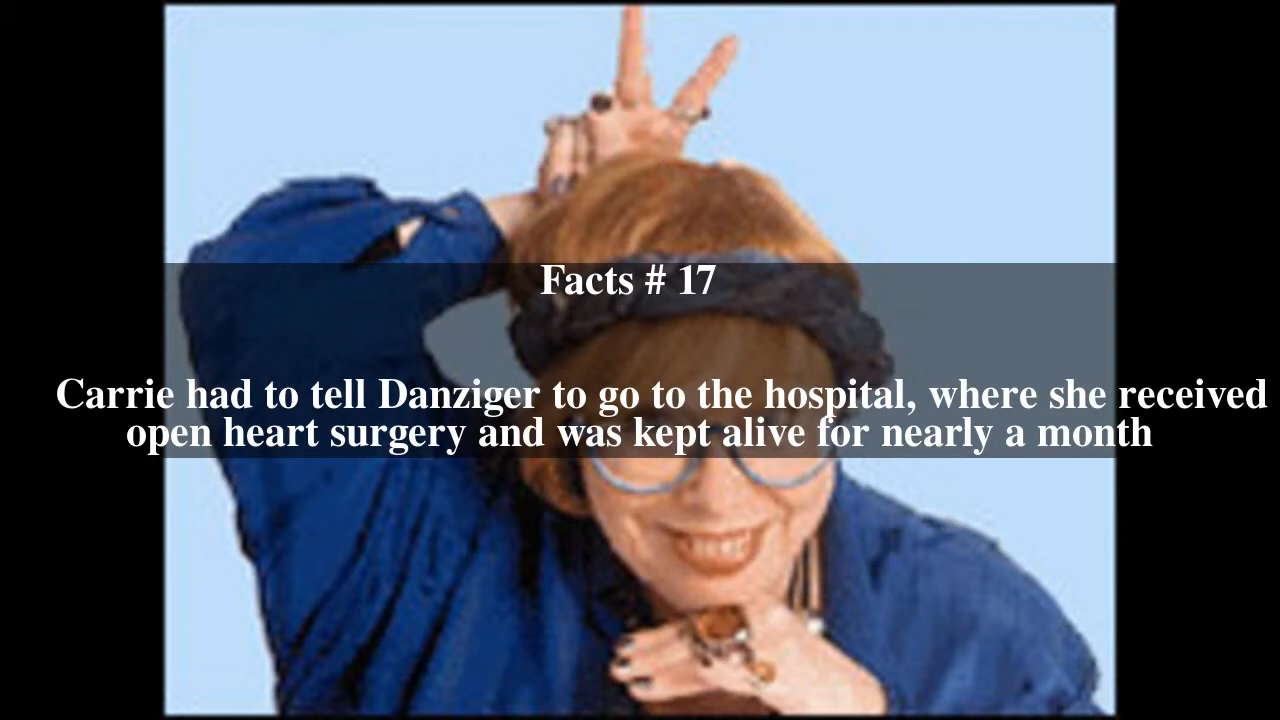 Facts # 17
Carrie had to tell Danziger to go to the hospital, where she received
open heart surgery and was kept alive for nearly a month